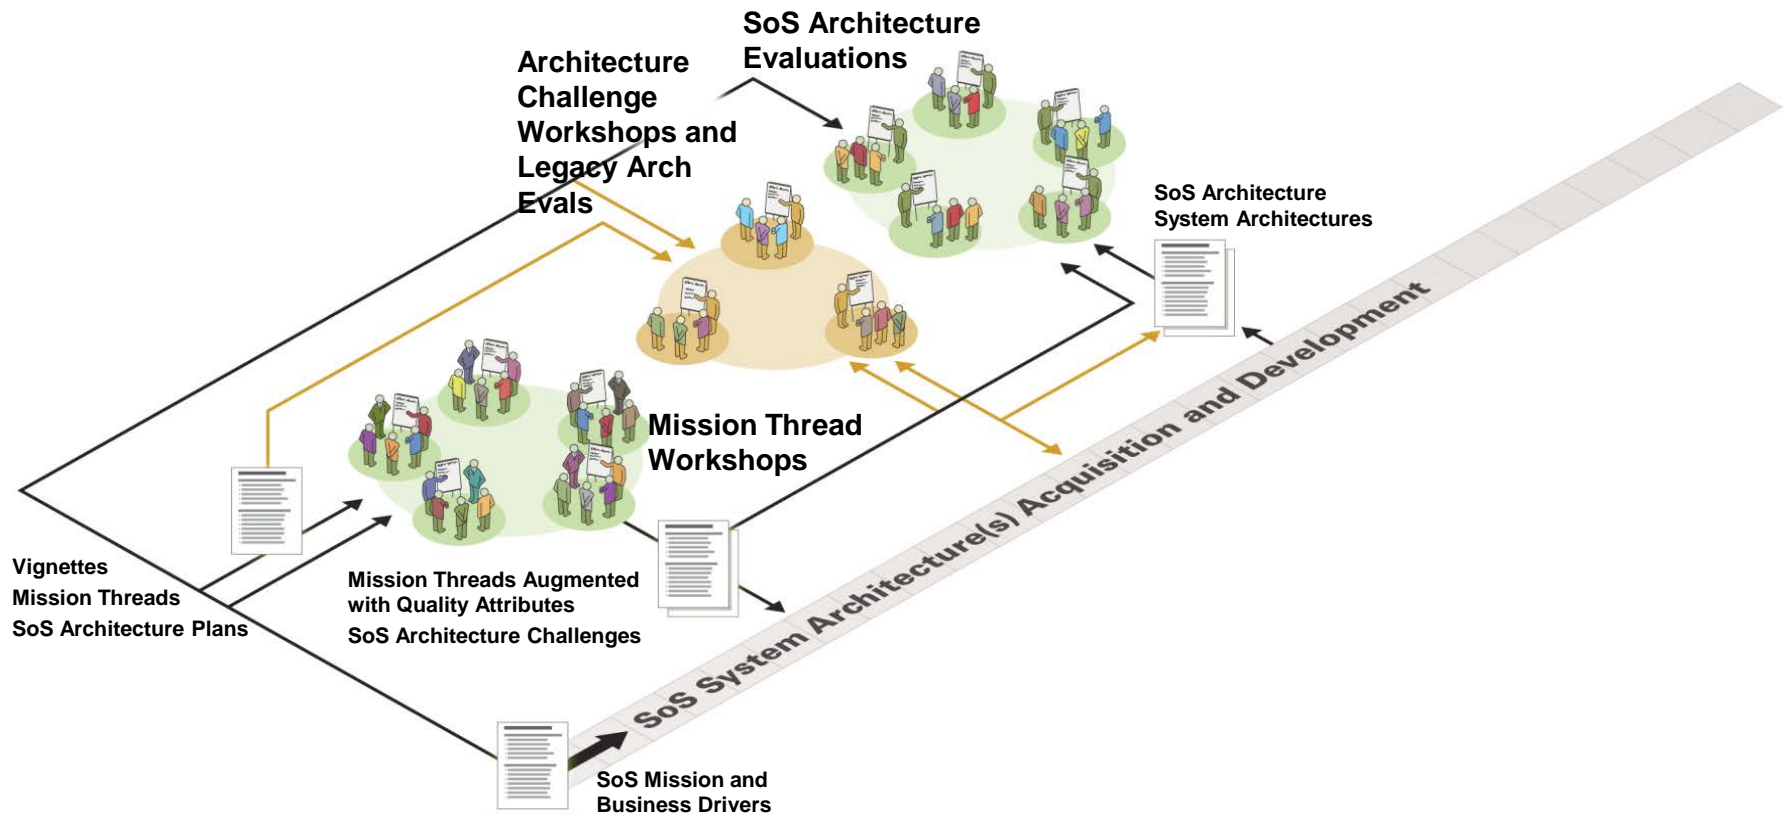 SoS Architecture
Evaluations
Architecture
Challenge
Workshops and
Legacy Arch
Evals
SoS Architecture
System Architectures
Mission Thread
Workshops
Vignettes
Mission Threads
SoS Architecture Plans
Mission Threads Augmented
with Quality Attributes
SoS Architecture Challenges
SoS System Architecture(s) Acquisition and Development
SoS Mission and
Business Drivers